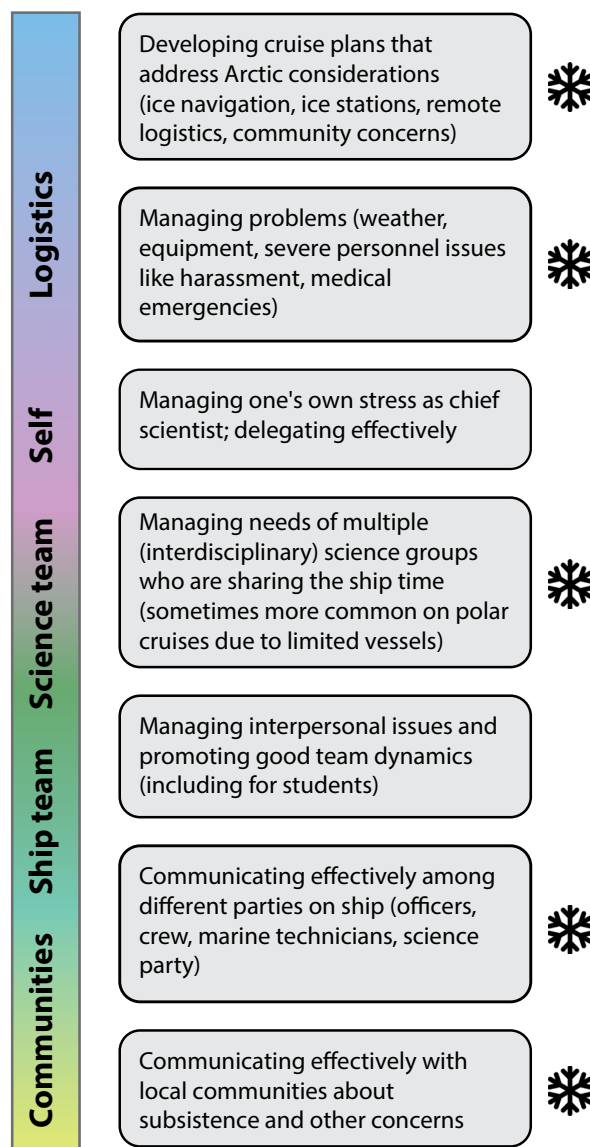 Logistics
Developing cruise plans that
address Arctic considerations
(ice navigation, ice stations, remote
logistics, community concerns)
Managing problems (weather,
equipment, severe personnel issues
like harassment, medical
emergencies)
Self
Managing one's own stress as chief
scientist; delegating effectively
Science team
Managing needs of multiple
(interdisciplinary) science groups
who are sharing the ship time
(sometimes more common on polar
cruises due to limited vessels)
Ship team
Managing interpersonal issues and
promoting good team dynamics
(including for students)
Communicating effectively among
different parties on ship (officers,
crew, marine technicians, science
party)
Communities
Communicating effectively with
local communities about
subsistence and other concerns